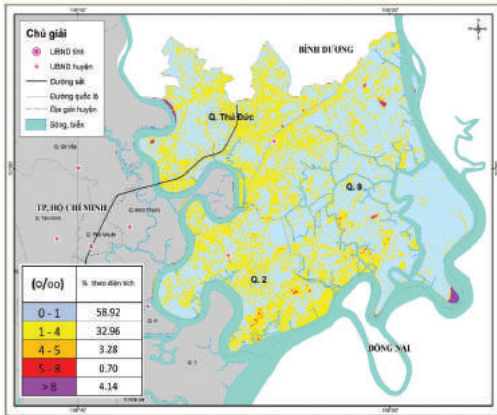 Chú giải
UBND tỉnh
UBND huyện
Đường sắt
Đường quốc lộ
Địa giới huyện
Sông, biển
BÌNH DƯƠNG
Q. Thủ Đức
Q. 9
TP. HỒ CHÍ MINH
Q. 2
ĐỒNG NAI
(o/oo) % theo diện tích
0 - 1 58.92
1 - 4 32.96
4 - 5 3.28
5 - 8 0.70
> 8 4.14